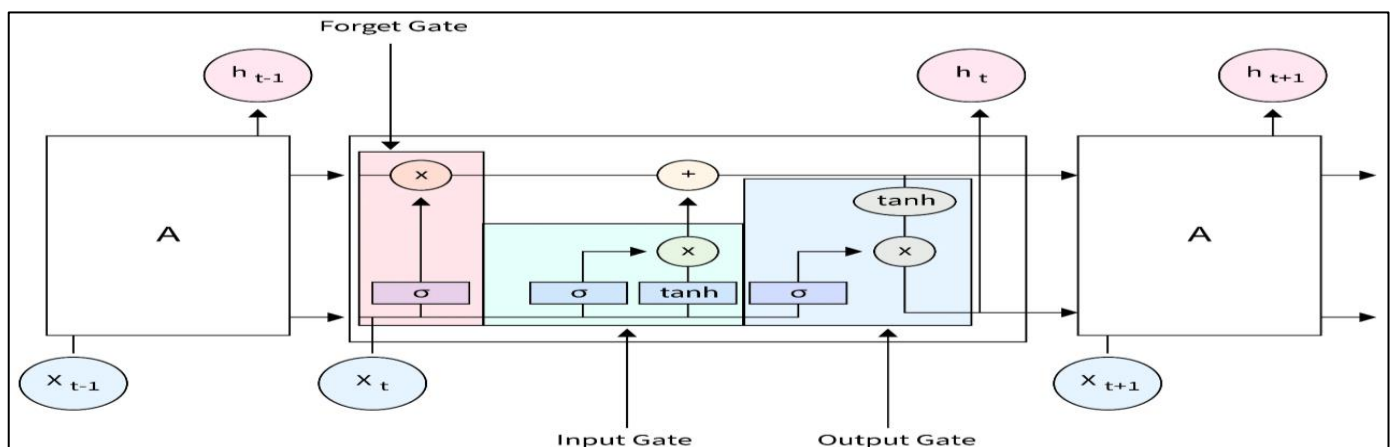 Forget Gate
h t-1
h t
h t+1
x
+
tanh
A
x
x
A
σ
σ
tanh
σ
X t-1
X t
X t+1
Input Gate
Output Gate